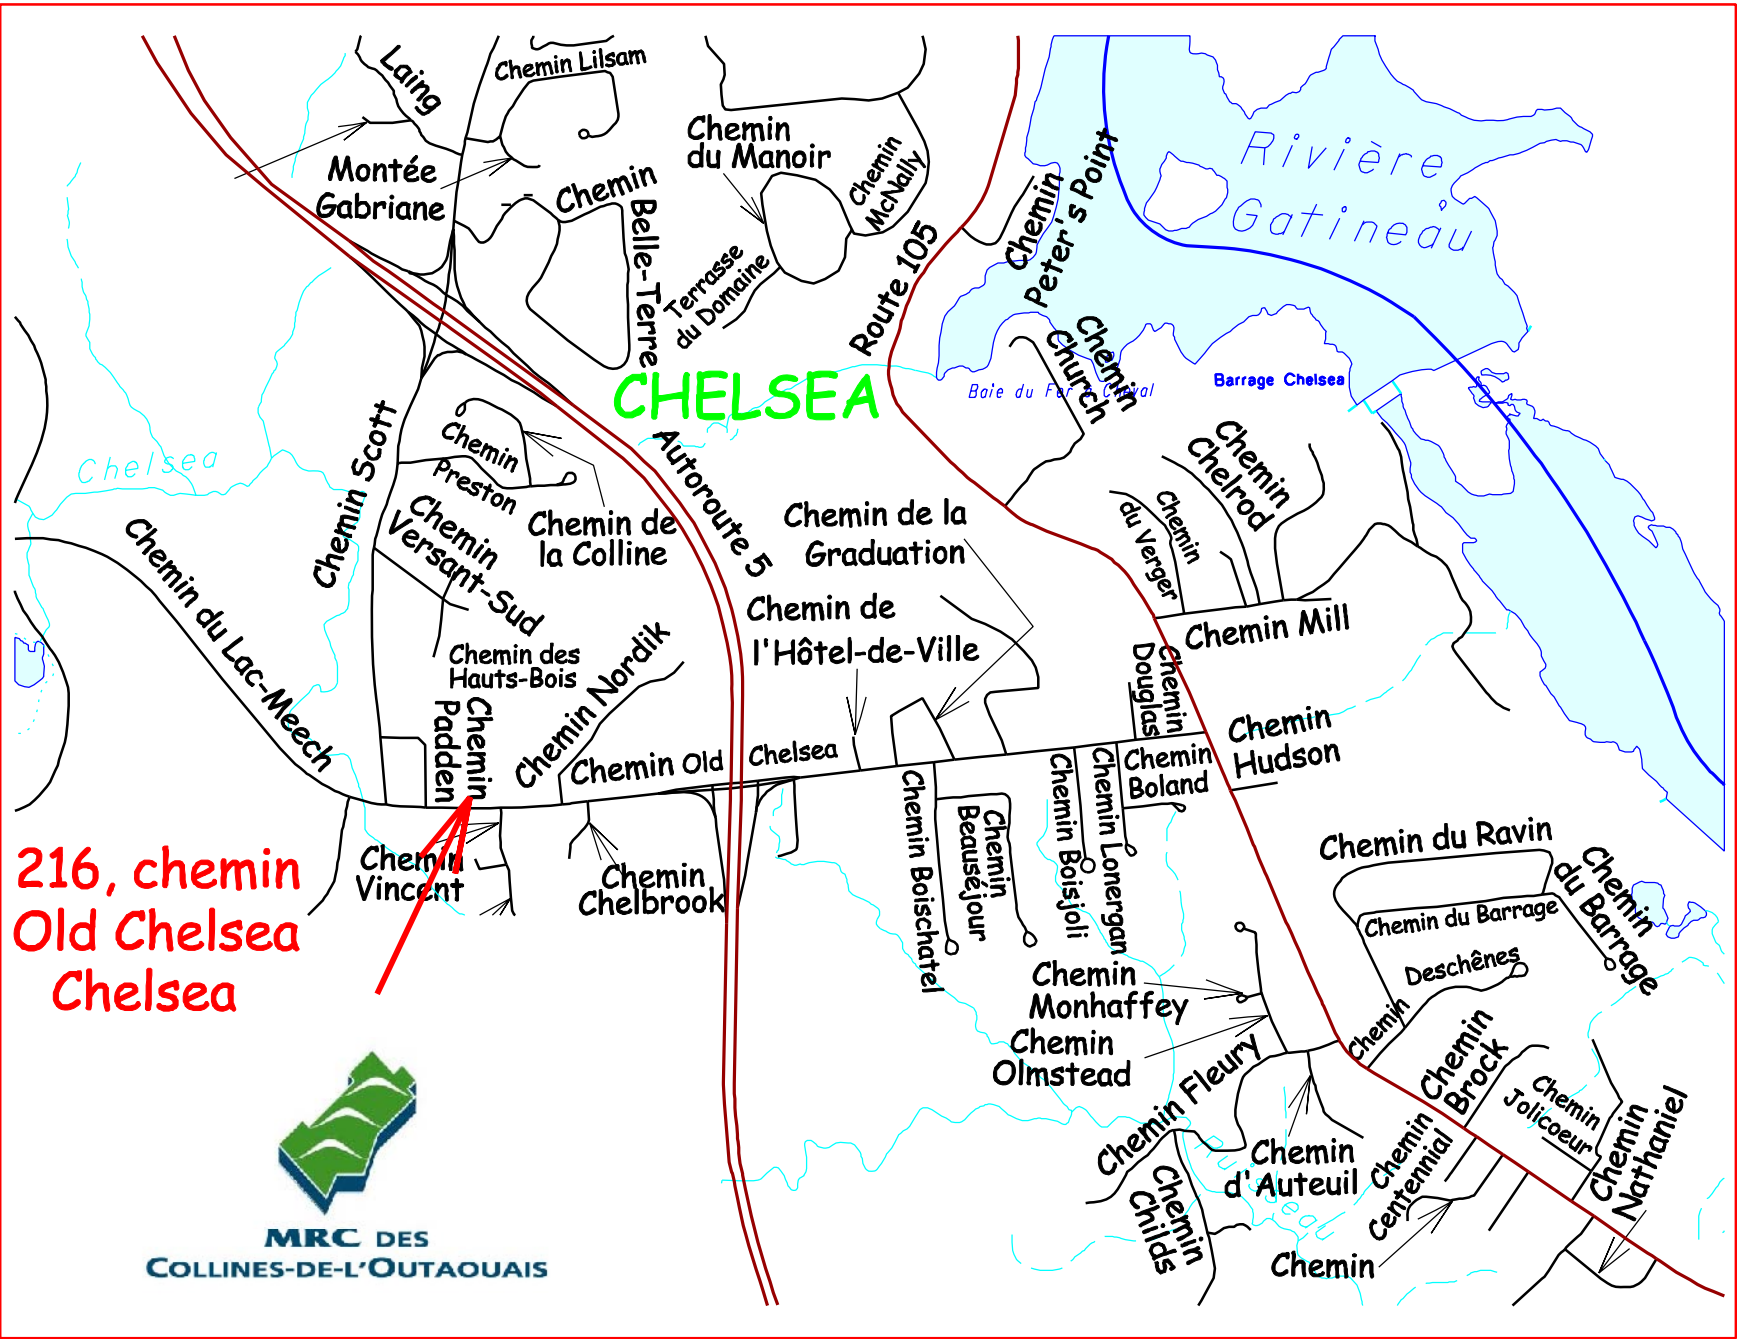 Laing
Chemin Lilsam
Montée
Gabriane
Chemin
Belle-Terre
Chemin
du Manoir
Chemin
McNally
Terrasse
du Domaine
Route 105
Chemin
Peter's Point
Rivière
Gatineau
Chemin
Church
Baie du Fer à Cheval
Barrage Chelsea
CHELSEA
Chelsea
Chemin Scott
Chemin
Preston
Chemin
Versant-Sud
Chemin de
la Colline
Autoroute 5
Chemin de la
Graduation
Chemin de
l'Hôtel-de-Ville
Chemin
du Verger
Chemin
Chelrod
Chemin Mill
Chemin du Lac-Meech
Chemin des
Hauts-Bois
Chemin
Padden
Chemin Nordik
Chemin Old Chelsea
Chemin
Douglas
Chemin
Hudson
Chemin
Boland
Chemin Boischatel
Chemin
Beauséjour
Chemin Boisjoli
Chemin Lonergan
Chemin
Vincent
Chemin
Chelbrook
216, chemin
Old Chelsea
Chelsea
Chemin du Ravin
Chemin
du Barrage
Chemin du Barrage
Chemin
Deschênes
Chemin
Monhaffey
Chemin
Olmstead
Chemin Fleury
Chemin
Brock
Chemin
Jolicoeur
Chemin
Nathaniel
Chemin
Centennial
Chemin
d'Auteuil
Ruisseau
Chemin
Childs
Chemin
MRC DES
COLLINES-DE-L'OUTAOUAIS